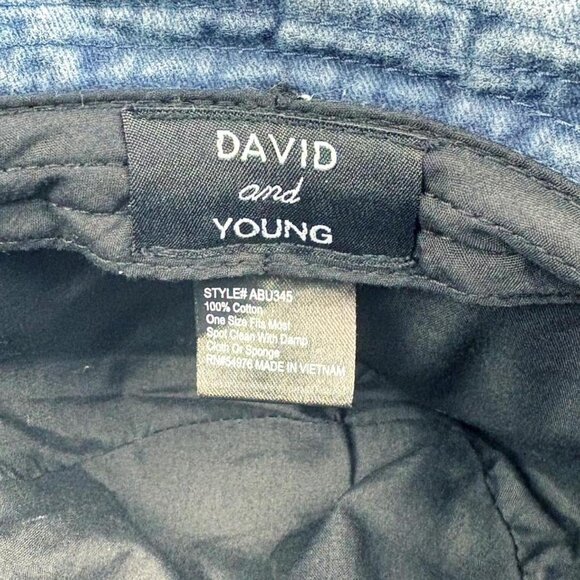 DAVID
and
YOUNG
STYLE# ABU345
100% Cotton
One Size Fits Most
Spot Clean With Damp
Cloth Or Sponge
RN#54976 MADE IN VIETNAM